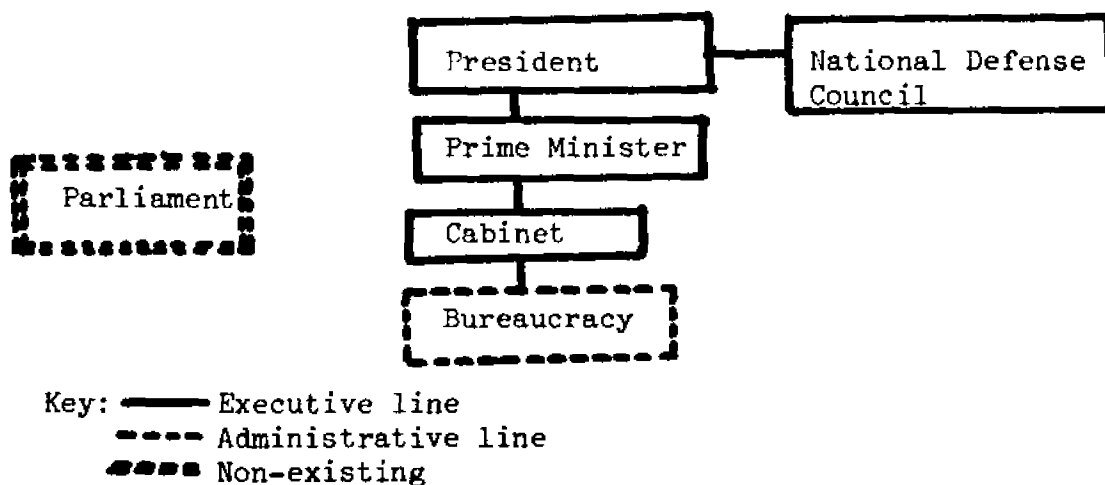 President
National Defense
Council
Prime Minister
Parliament
Cabinet
Bureaucracy
Key: Executive line
Administrative line
Non-existing